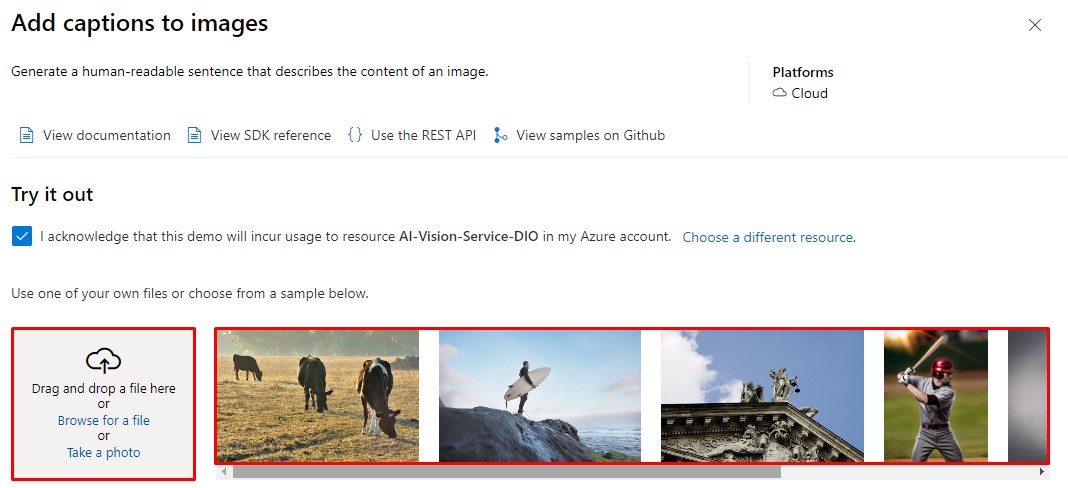 Add captions to images
Generate a human-readable sentence that describes the content of an image.
Platforms
Cloud
View documentation
View SDK reference
Use the REST API
View samples on Github
Try it out
I acknowledge that this demo will incur usage to resource AI-Vision-Service-DIO in my Azure account. Choose a different resource.
Use one of your own files or choose from a sample below.
Drag and drop a file here
or
Browse for a file
or
Take a photo